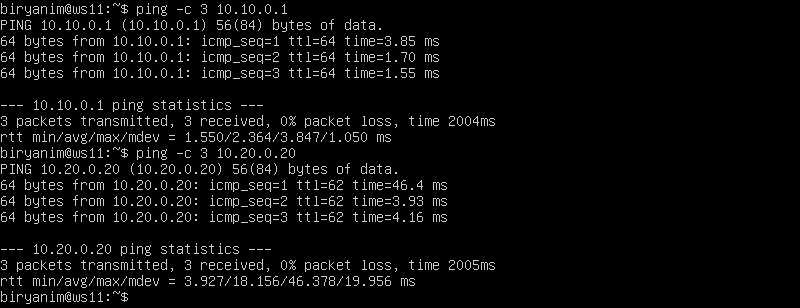 biryanim@ws11:~$ ping -c 3 10.10.0.1
PING 10.10.0.1 (10.10.0.1) 56(84) bytes of data.
64 bytes from 10.10.0.1: icmp_seq=1 ttl=64 time=3.85 ms
64 bytes from 10.10.0.1: icmp_seq=2 ttl=64 time=1.70 ms
64 bytes from 10.10.0.1: icmp_seq=3 ttl=64 time=1.55 ms

--- 10.10.0.1 ping statistics ---
3 packets transmitted, 3 received, 0% packet loss, time 2004ms
rtt min/avg/max/mdev = 1.550/2.364/3.847/1.050 ms
biryanim@ws11:~$ ping -c 3 10.20.0.20
PING 10.20.0.20 (10.20.0.20) 56(84) bytes of data.
64 bytes from 10.20.0.20: icmp_seq=1 ttl=62 time=46.4 ms
64 bytes from 10.20.0.20: icmp_seq=2 ttl=62 time=3.93 ms
64 bytes from 10.20.0.20: icmp_seq=3 ttl=62 time=4.16 ms

--- 10.20.0.20 ping statistics ---
3 packets transmitted, 3 received, 0% packet loss, time 2005ms
rtt min/avg/max/mdev = 3.927/18.156/46.378/19.956 ms
biryanim@ws11:~$